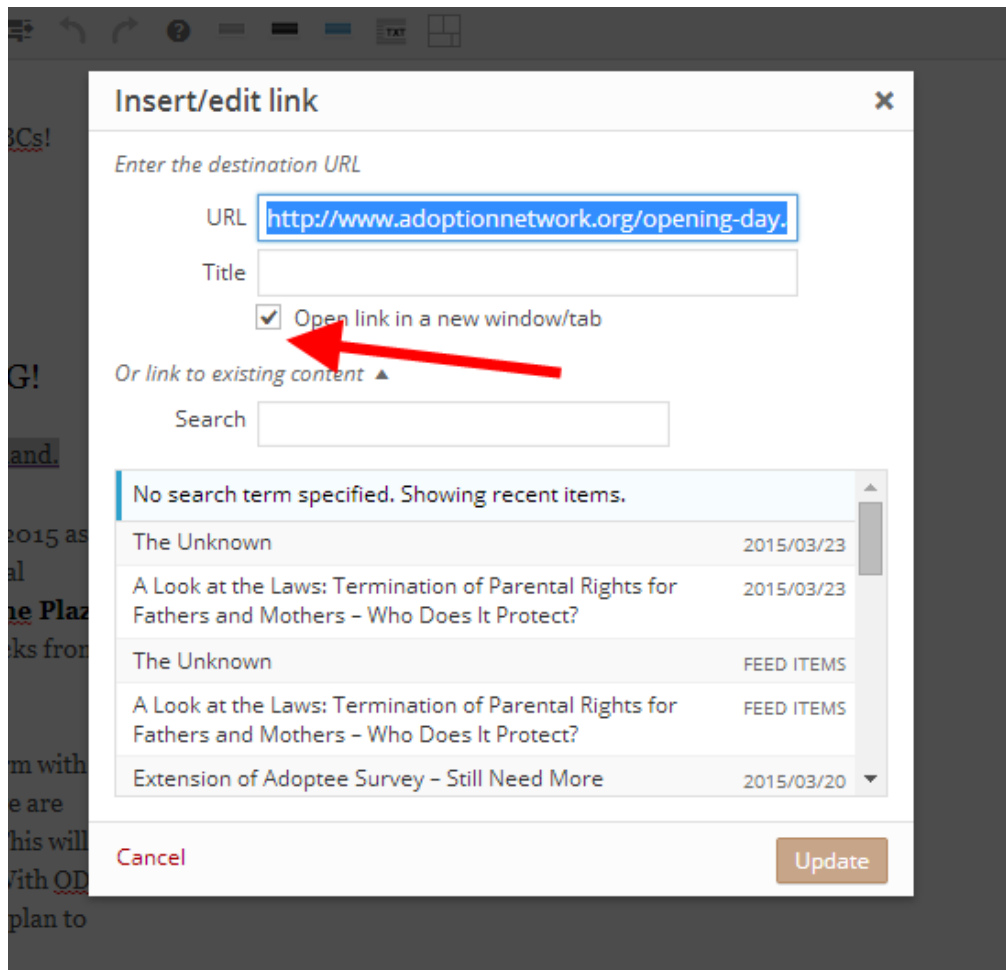 TXT
Insert/edit link
BCs!
Enter the destination URL
URL http://www.adoptionnetwork.org/opening-day.
Title
Open link in a new window/tab
G!
Or link to existing content ▲
Search
and.
No search term specified. Showing recent items.
2015 as
The Unknown 2015/03/23
al
A Look at the Laws: Termination of Parental Rights for 2015/03/23
Fathers and Mothers – Who Does It Protect?
ne Plaz
cks from
The Unknown FEED ITEMS
A Look at the Laws: Termination of Parental Rights for FEED ITEMS
Fathers and Mothers – Who Does It Protect?
rm with
Extension of Adoptee Survey – Still Need More 2015/03/20
e are
This will
Cancel
Update
With OD
plan to